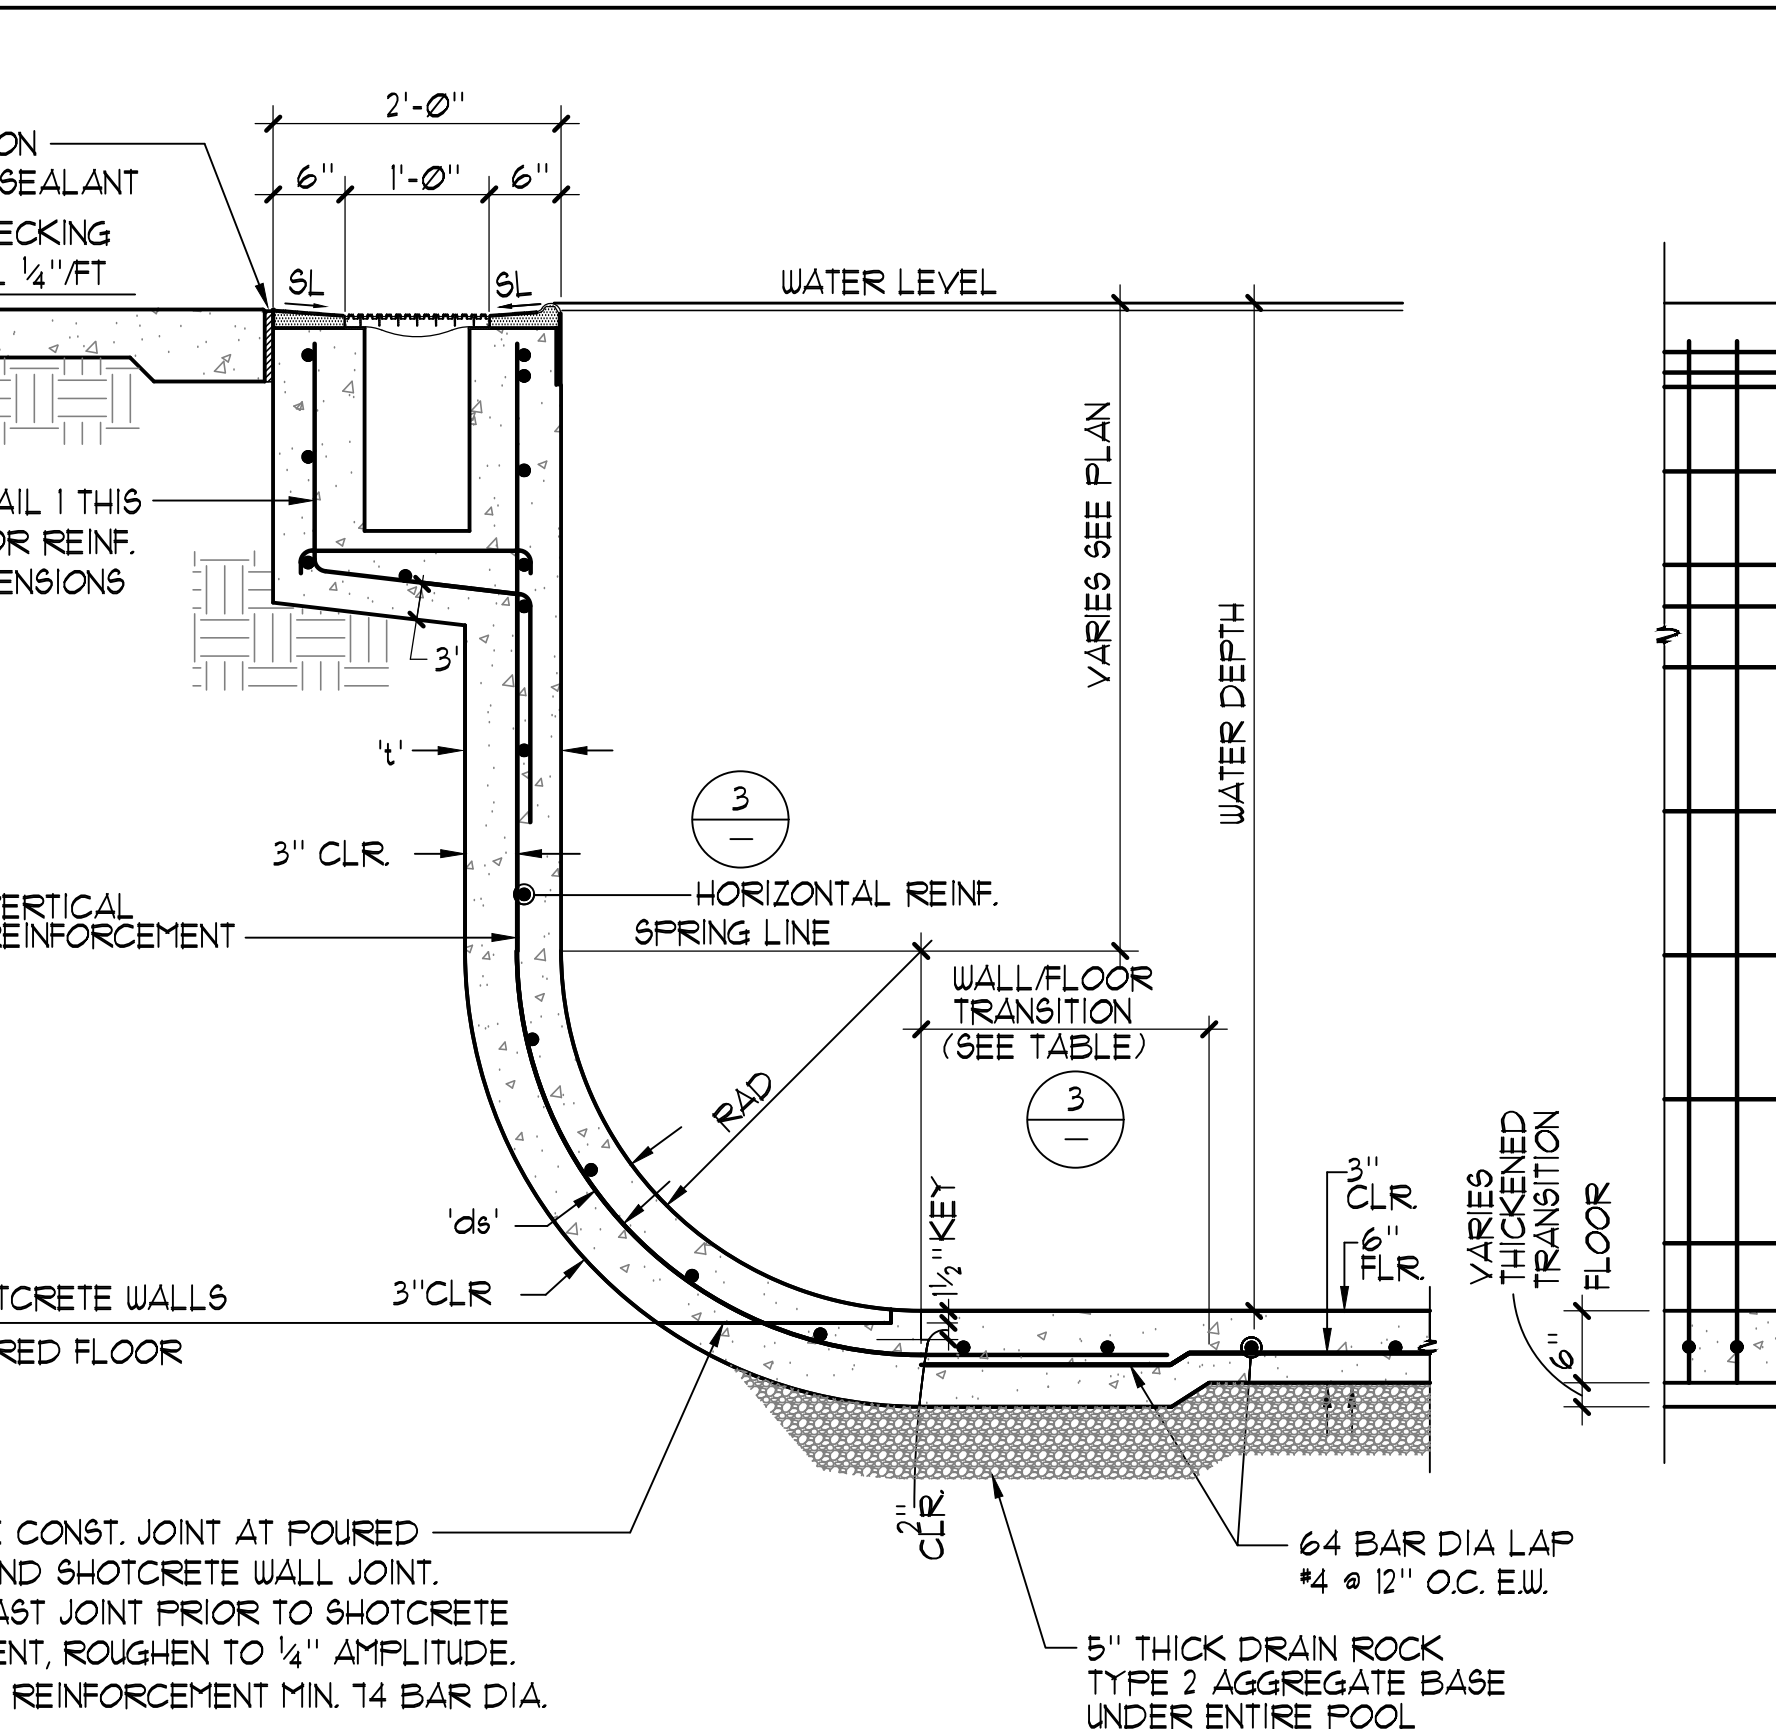 2'-0"
6" 1'-0" 6"
ON
SEALANT
ECKING
L 1/4"/FT
SL SL
WATER LEVEL
VARIES SEE PLAN
WATER DEPTH
AIL 1 THIS
OR REINF.
ENSIONS
3'
't'
3
—
3" CLR.
HORIZONTAL REINF.
VERTICAL
REINFORCEMENT
SPRING LINE
WALL/FLOOR
TRANSITION
(SEE TABLE)
3
—
RAD
'ds'
3"CLR
1 1/2" KEY
3"
CLR.
6"
FLR.
VARIES
THICKENED
TRANSITION
FLOOR
6"
TCRETE WALLS
RED FLOOR
2"
CLR.
E CONST. JOINT AT POURED
ND SHOTCRETE WALL JOINT.
AST JOINT PRIOR TO SHOTCRETE
ENT, ROUGHEN TO 1/4" AMPLITUDE.
REINFORCEMENT MIN. 74 BAR DIA.
64 BAR DIA LAP
#4 @ 12" O.C. E.W.
5" THICK DRAIN ROCK
TYPE 2 AGGREGATE BASE
UNDER ENTIRE POOL